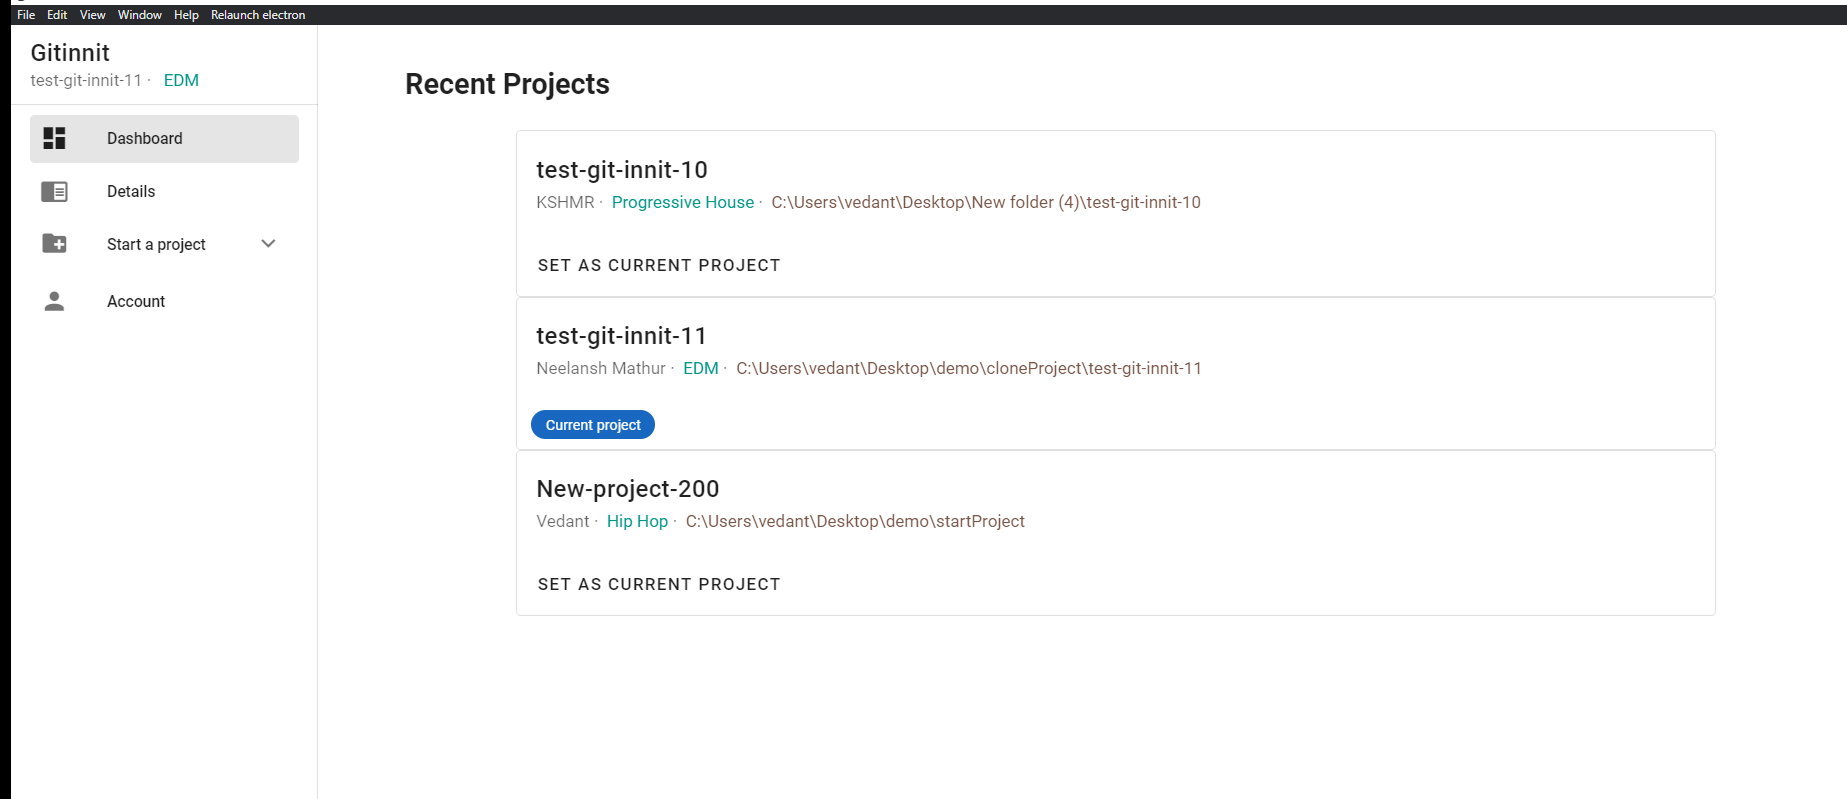 File Edit View Window Help Relaunch electron
Gitinnit
test-git-innit-11 · EDM
Dashboard
Details
Start a project
Account
Recent Projects
test-git-innit-10
KSHMR · Progressive House · C:\Users\vedant\Desktop\New folder (4)\test-git-innit-10
SET AS CURRENT PROJECT
test-git-innit-11
Neelansh Mathur · EDM · C:\Users\vedant\Desktop\demo\cloneProject\test-git-innit-11
Current project
New-project-200
Vedant · Hip Hop · C:\Users\vedant\Desktop\demo\startProject
SET AS CURRENT PROJECT